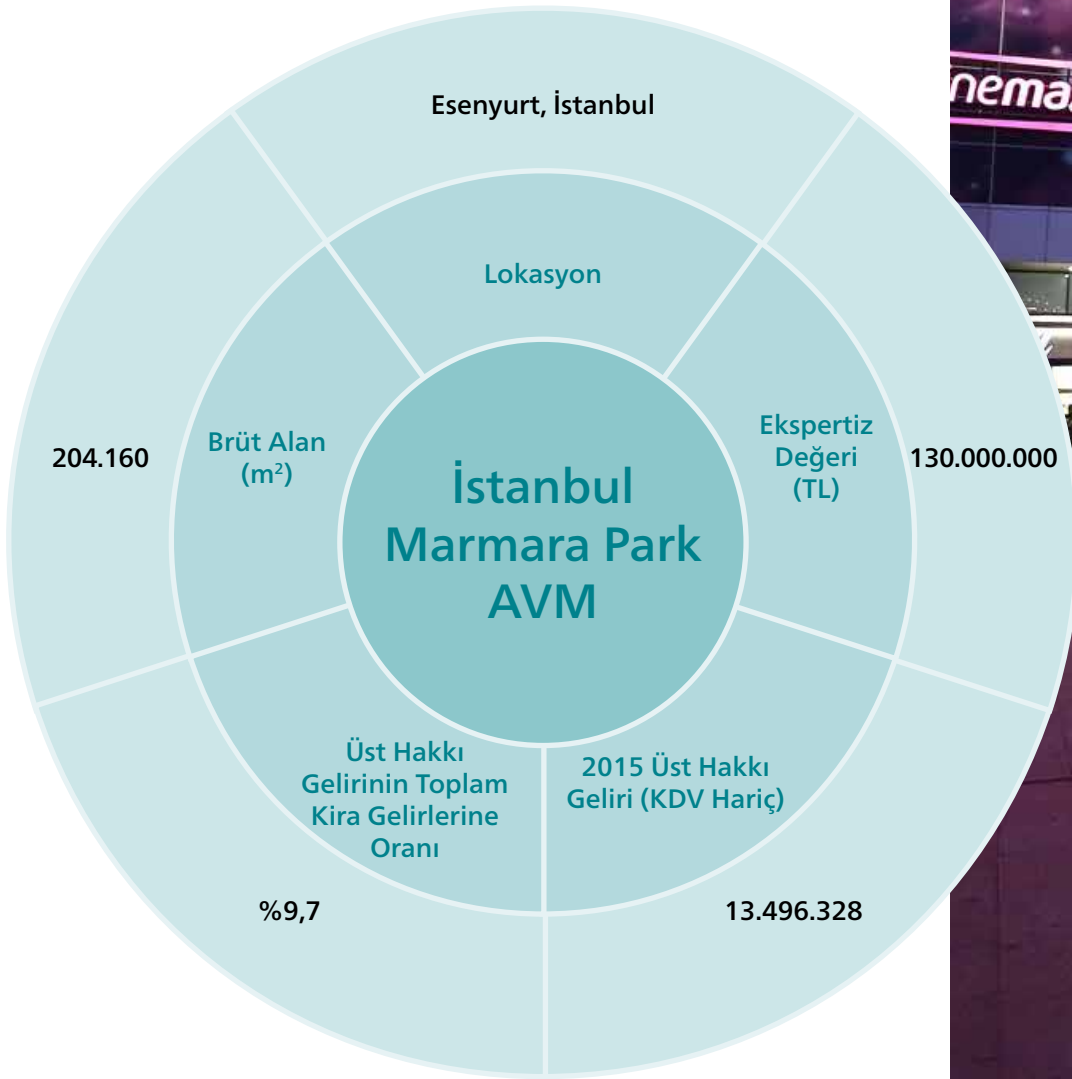 Esenyurt, İstanbul
Lokasyon
Brüt Alan
(m²)
204.160
Ekspertiz
Değeri
(TL)
130.000.000
İstanbul
Marmara Park
AVM
Üst Hakkı
Gelirinin Toplam
Kira Gelirlerine
Oranı
%9,7
2015 Üst Hakkı
Geliri (KDV Hariç)
13.496.328